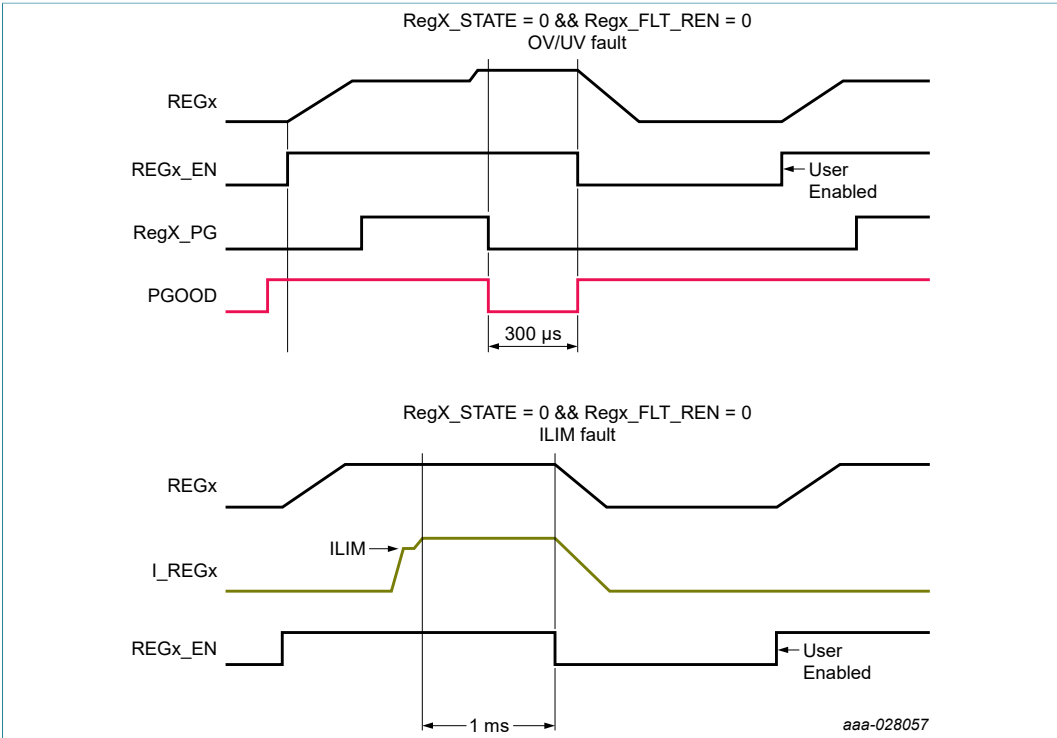 RegX_STATE = 0 && Regx_FLT_REN = 0
OV/UV fault
REGx
REGx_EN
User
Enabled
RegX_PG
PGOOD
300 µs
RegX_STATE = 0 && Regx_FLT_REN = 0
ILIM fault
REGx
ILIM
I_REGx
REGx_EN
User
Enabled
1 ms
aaa-028057